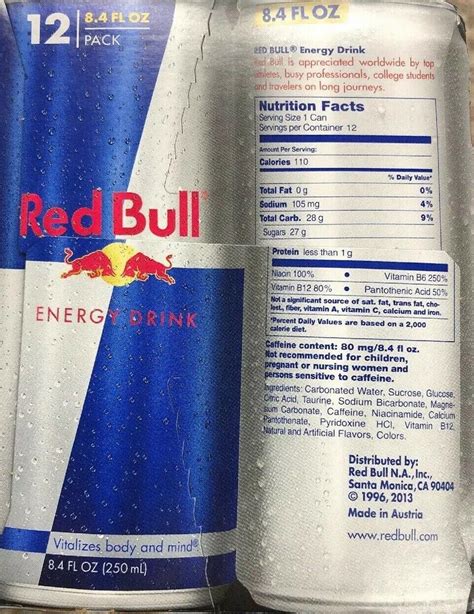 12
8.4 FL OZ
PACK
Red Bull
ENERGY DRINK
Vitalizes body and mind®
8.4 FL OZ (250 mL)
8.4 FL OZ
RED BULL® Energy Drink
Red Bull is appreciated worldwide by top
athletes, busy professionals, college students
and travelers on long journeys.
Nutrition Facts
Serving Size 1 Can
Servings per Container 12
Amount Per Serving:
Calories 110
% Daily Value*
Total Fat 0 g 0%
Sodium 105 mg 4%
Total Carb. 28 g 9%
Sugars 27 g
Protein less than 1 g
Niacin 100% • Vitamin B6 250%
Vitamin B12 80% • Pantothenic Acid 50%
Not a significant source of sat. fat, trans fat, cho-
lest., fiber, vitamin A, vitamin C, calcium and iron.
*Percent Daily Values are based on a 2,000
calorie diet.
Caffeine content: 80 mg/8.4 fl oz.
Not recommended for children,
pregnant or nursing women and
persons sensitive to caffeine.
Ingredients: Carbonated Water, Sucrose, Glucose,
Citric Acid, Taurine, Sodium Bicarbonate, Magne-
sium Carbonate, Caffeine, Niacinamide, Calcium
Pantothenate, Pyridoxine HCl, Vitamin B12,
Natural and Artificial Flavors, Colors.
Distributed by:
Red Bull N.A., Inc.,
Santa Monica, CA 90404
© 1996, 2013
Made in Austria
www.redbull.com